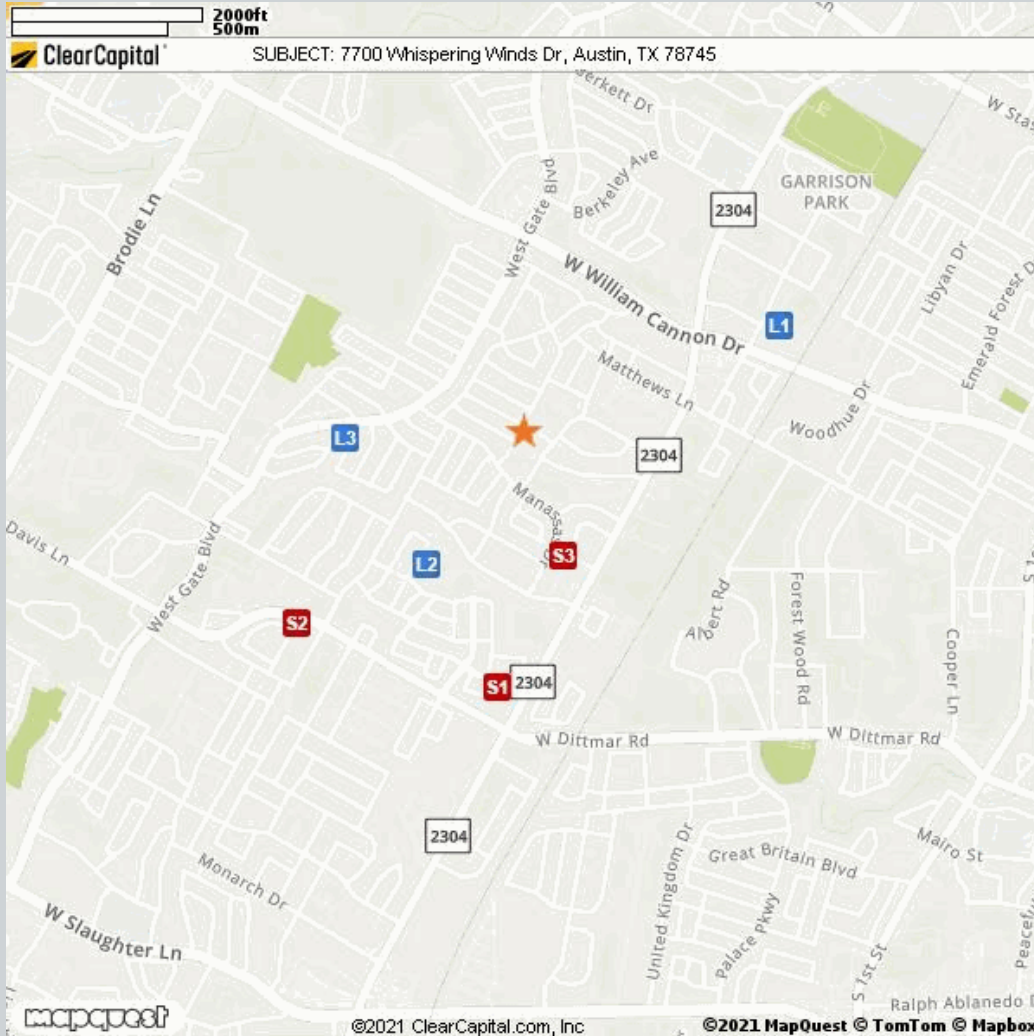 2000ft
500m
ClearCapital
SUBJECT: 7700 Whispering Winds Dr, Austin, TX 78745
W Stas
Berkeley Ave
GARRISON
PARK
2304
Brodie Ln
West Gate Blvd
W William Cannon Dr
Libyan Dr
Emerald Forest D
L1
Matthews Ln
Woodhue Dr
L3
2304
Manassas
Dr
S3
Davis Ln
L2
West Gate Blvd
S2
Albert Rd
Forest Wood Rd
Cooper Ln
S 1s
S1
2304
W Dittmar Rd
W Dittmar Rd
2304
Mairo St
Great Britain Blvd
Monarch Dr
United Kingdom Dr
Palace Pkwy
W Slaughter Ln
S 1st St
Peacef
Ralph Ablanedo
mapquest
©2021 ClearCapital.com, Inc
©2021 MapQuest © TomTom © Mapbo